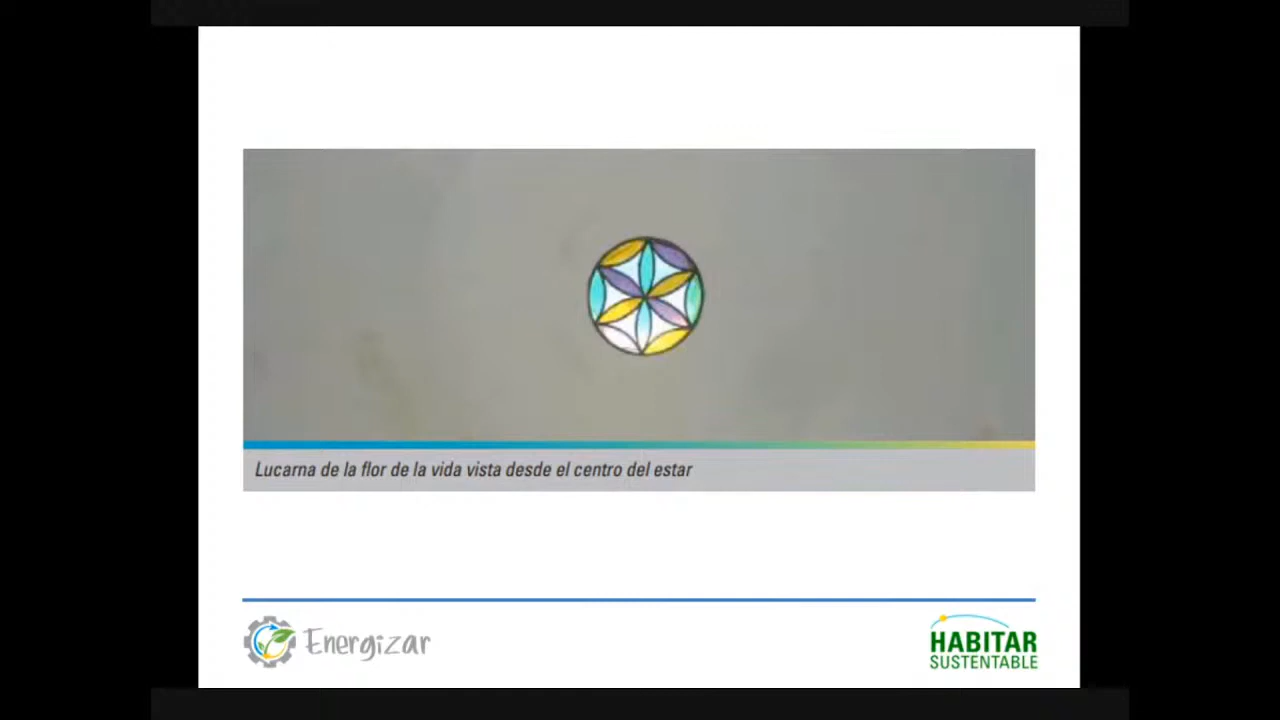 Lucarna de la flor de la vida vista desde el centro del estar
Energizar
HABITAR
SUSTENTABLE